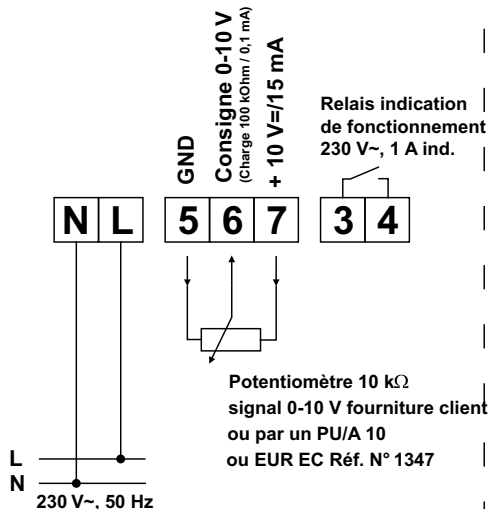 GND
Consigne 0-10 V
(Charge 100 kOhm / 0,1 mA)
+ 10 V=/15 mA
Relais indication
de fonctionnement
230 V~, 1 A ind.
N L 5 6 7 3 4
Potentiomètre 10 kΩ
signal 0-10 V fourniture client
ou par un PU/A 10
ou EUR EC Réf. N° 1347
L
N
230 V~, 50 Hz